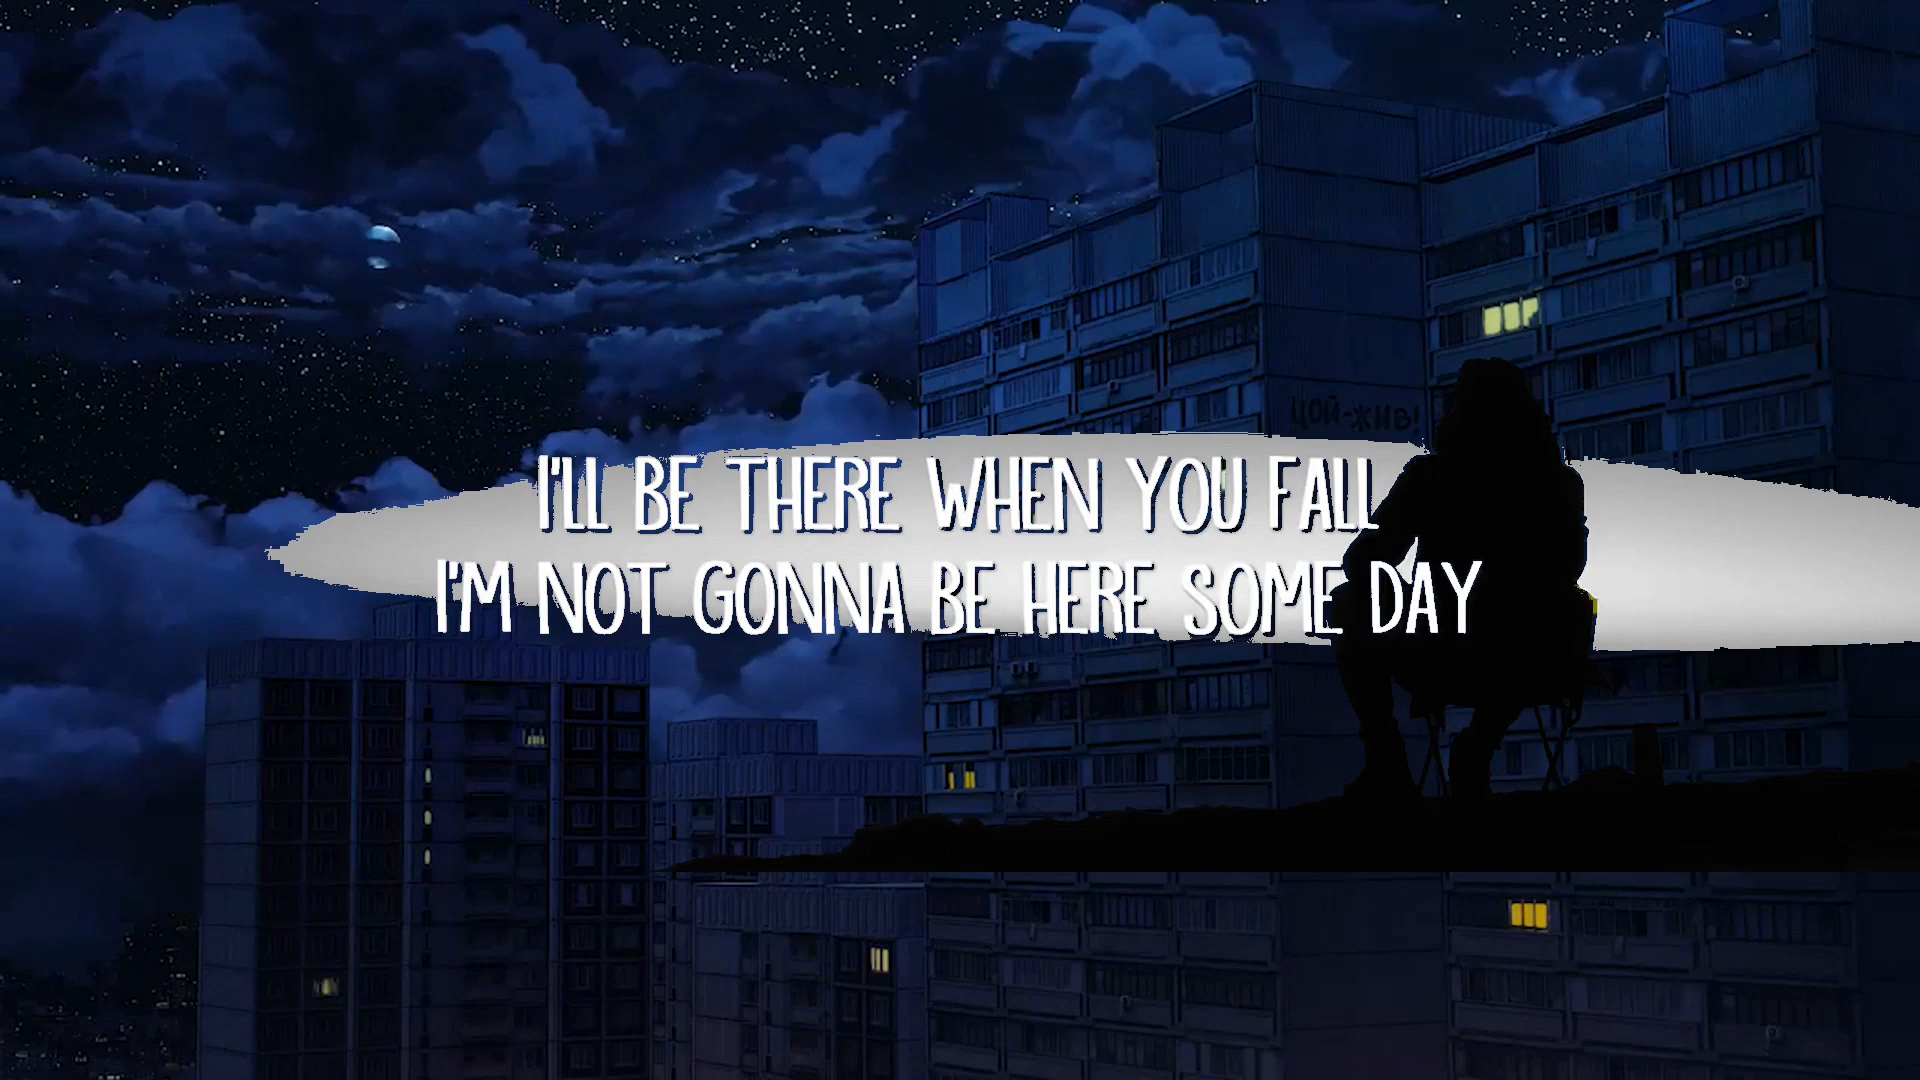 ЦОЙ-ЖИВ!
I'LL BE THERE WHEN YOU FALL
I'M NOT GONNA BE HERE SOME DAY